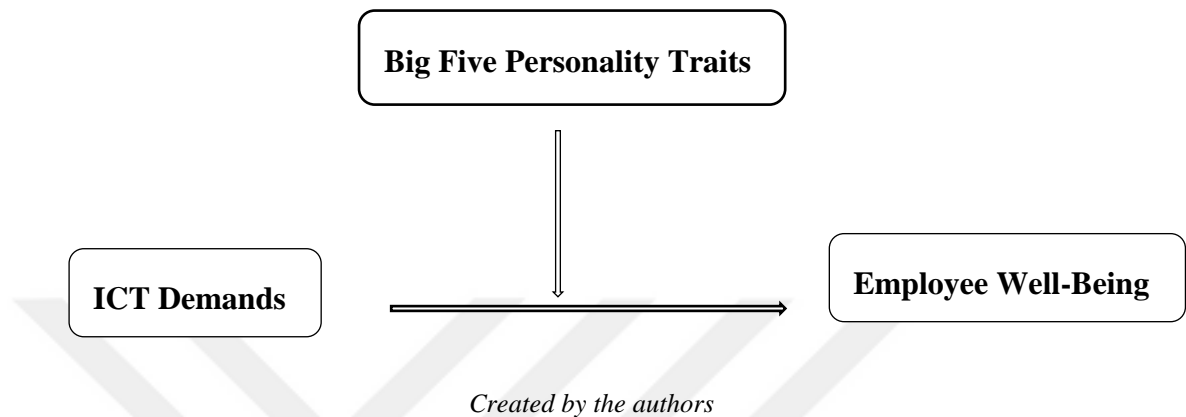 Big Five Personality Traits
ICT Demands
Employee Well-Being
Created by the authors